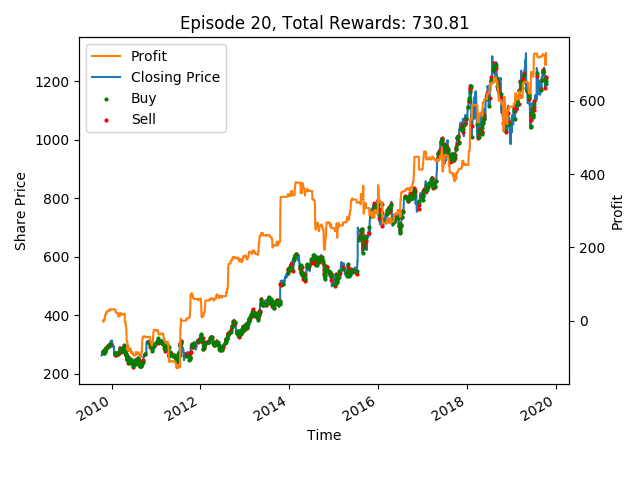 Episode 20, Total Rewards: 730.81
Profit
Closing Price
Buy
Sell
1200
1000
800
600
400
200
Share Price
600
400
200
0
Profit
2010
2012
2014
2016
2018
2020
Time